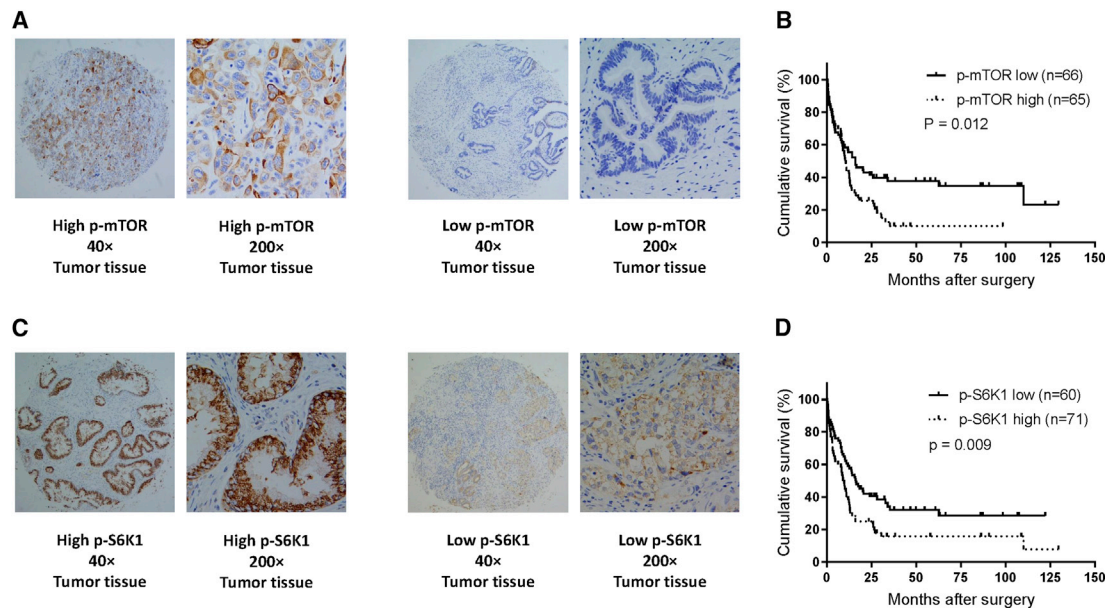 A
High p-mTOR
40×
Tumor tissue
High p-mTOR
200×
Tumor tissue
Low p-mTOR
40×
Tumor tissue
Low p-mTOR
200×
Tumor tissue
B
Cumulative survival (%)
100
80
60
40
20
0
p-mTOR low (n=66)
p-mTOR high (n=65)
P = 0.012
0 25 50 75 100 125 150
Months after surgery
C
High p-S6K1
40×
Tumor tissue
High p-S6K1
200×
Tumor tissue
Low p-S6K1
40×
Tumor tissue
Low p-S6K1
200×
Tumor tissue
D
Cumulative survival (%)
100
80
60
40
20
0
p-S6K1 low (n=60)
p-S6K1 high (n=71)
p = 0.009
0 25 50 75 100 125 150
Months after surgery